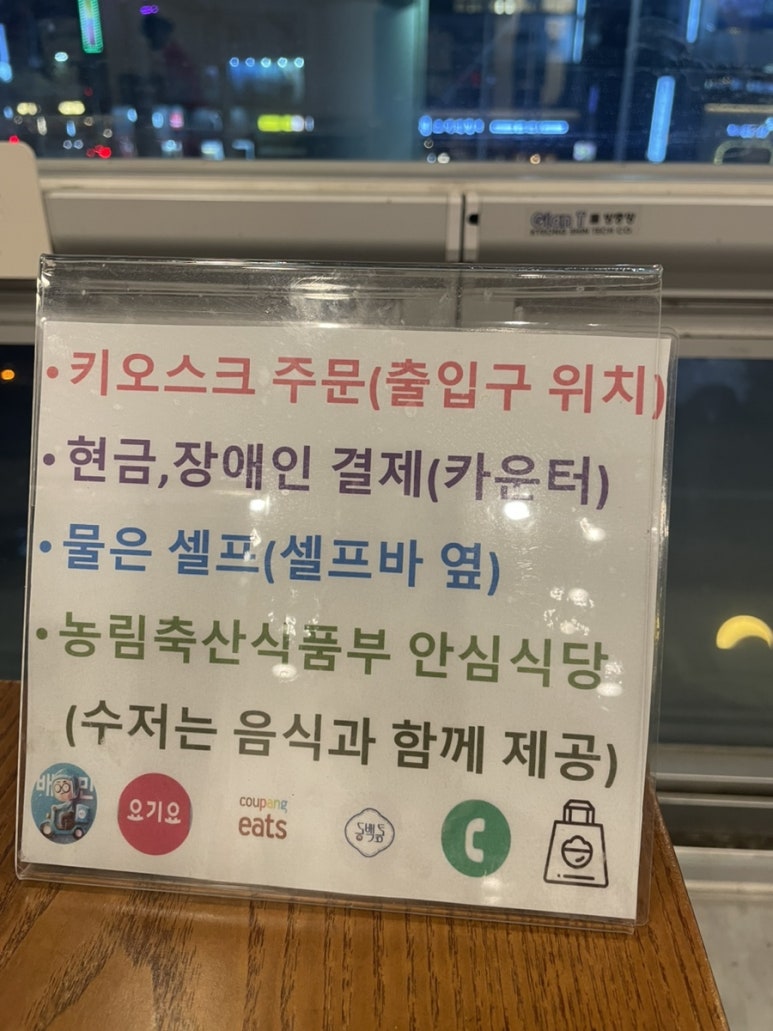 • 키오스크 주문(출입구 위치)
• 현금,장애인 결제(카운터)
• 물은 셀프(셀프바 옆)
• 농림축산식품부 안심식당
(수저는 음식과 함께 제공)
배민
요기요
coupang
eats